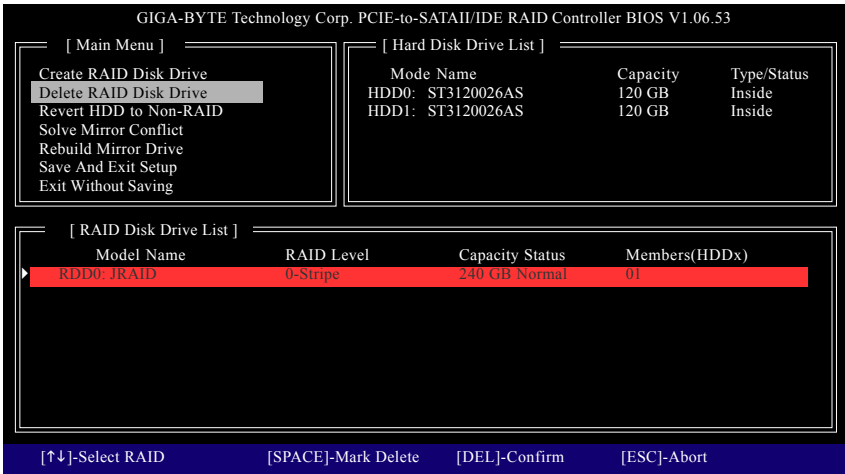 GIGA-BYTE Technology Corp. PCIE-to-SATAII/IDE RAID Controller BIOS V1.06.53
[ Main Menu ]
Create RAID Disk Drive
Delete RAID Disk Drive
Revert HDD to Non-RAID
Solve Mirror Conflict
Rebuild Mirror Drive
Save And Exit Setup
Exit Without Saving
[ Hard Disk Drive List ]
Mode Name Capacity Type/Status
HDD0: ST3120026AS 120 GB Inside
HDD1: ST3120026AS 120 GB Inside
[ RAID Disk Drive List ]
Model Name RAID Level Capacity Status Members(HDDx)
RDD0: JRAID 0-Stripe 240 GB Normal 01
[↑↓]-Select RAID [SPACE]-Mark Delete [DEL]-Confirm [ESC]-Abort